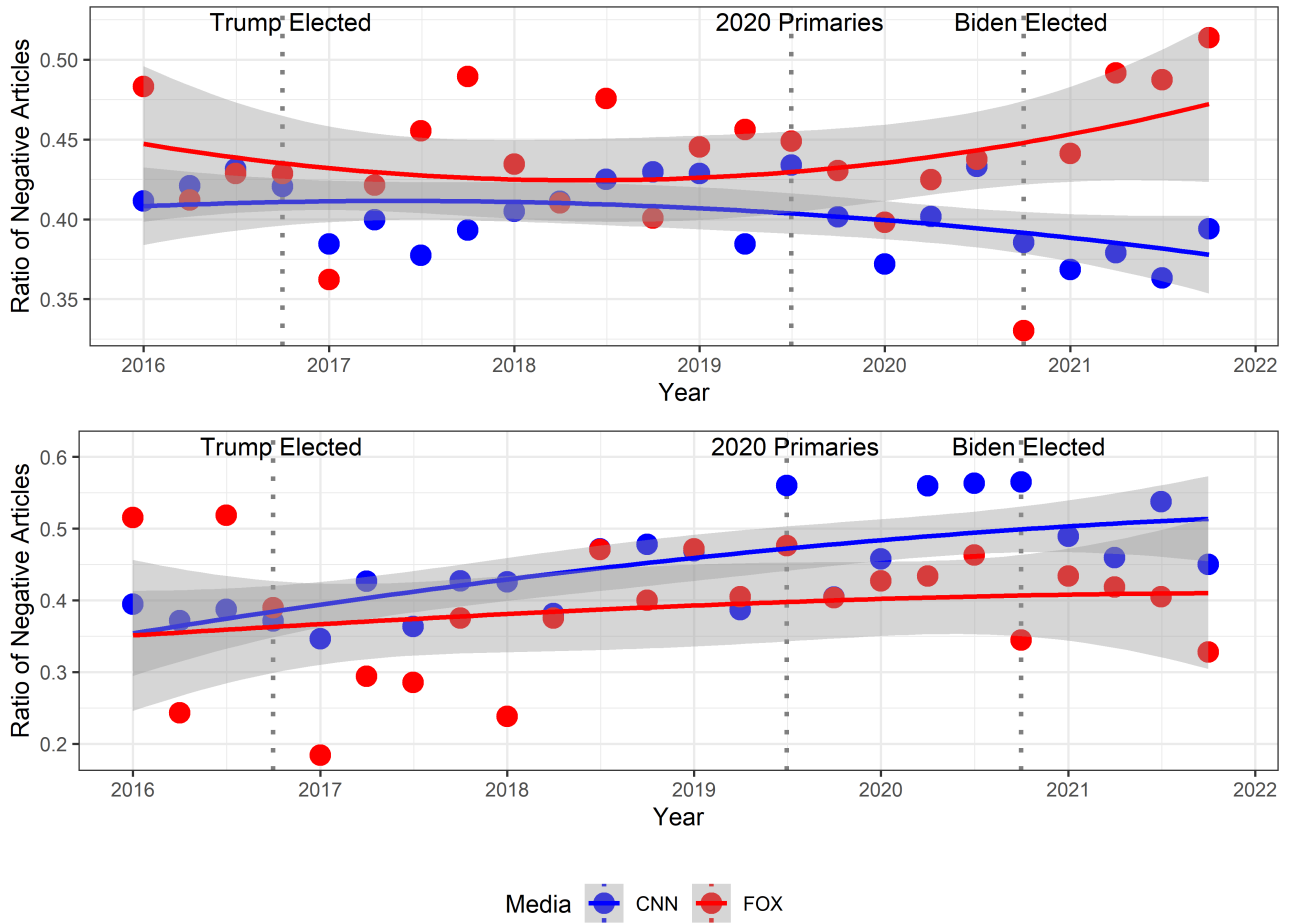 Trump Elected 2020 Primaries Biden Elected
Ratio of Negative Articles
0.50
0.45
0.40
0.35
2016 2017 2018 2019 2020 2021 2022
Year
Trump Elected 2020 Primaries Biden Elected
Ratio of Negative Articles
0.6
0.5
0.4
0.3
0.2
2016 2017 2018 2019 2020 2021 2022
Year
Media CNN FOX